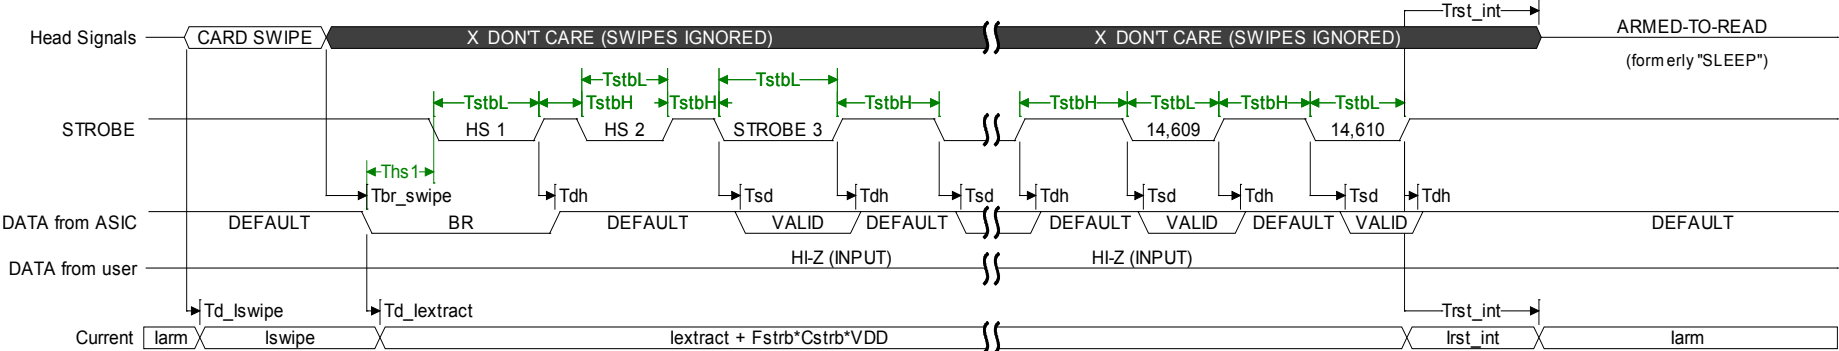 Trst_int
Head Signals CARD SWIPE X DON'T CARE (SWIPES IGNORED) X DON'T CARE (SWIPES IGNORED) ARMED-TO-READ
(formerly "SLEEP")
TstbL TstbL
TstbL TstbH TstbH TstbH TstbH TstbL TstbH TstbL
STROBE HS 1 HS 2 STROBE 3 14,609 14,610
Ths1
Tbr_swipe Tdh Tsd Tdh Tsd Tdh Tsd Tdh Tsd Tdh
DATA from ASIC DEFAULT BR DEFAULT VALID DEFAULT DEFAULT VALID DEFAULT VALID DEFAULT
DATA from user HI-Z (INPUT) HI-Z (INPUT)
Td_Iswipe Td_Iextract Trst_int
Current Iarm Iswipe Iextract + Fstrb*Cstrb*VDD Irst_int Iarm